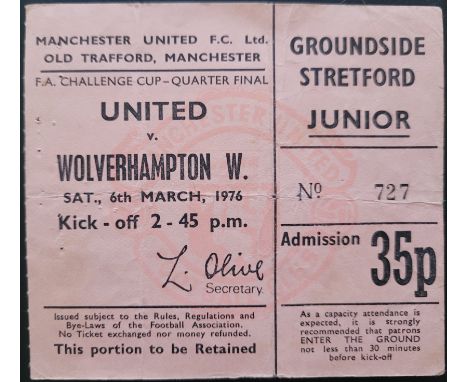 MANCHESTER UNITED F.C. Ltd.
OLD TRAFFORD, MANCHESTER
F.A. CHALLENGE CUP - QUARTER FINAL
UNITED
v.
WOLVERHAMPTON W.
SAT., 6th MARCH, 1976
Kick - off 2 - 45 p.m.
L. Olive
Secretary.
Issued subject to the Rules, Regulations and
Bye-Laws of the Football Association.
No Ticket exchanged nor money refunded.
This portion to be Retained
GROUNDSIDE
STRETFORD
JUNIOR
No 727
Admission 35p
As a capacity attendance is
expected, it is strongly
recommended that patrons
ENTER THE GROUND
not less than 30 minutes
before kick-off